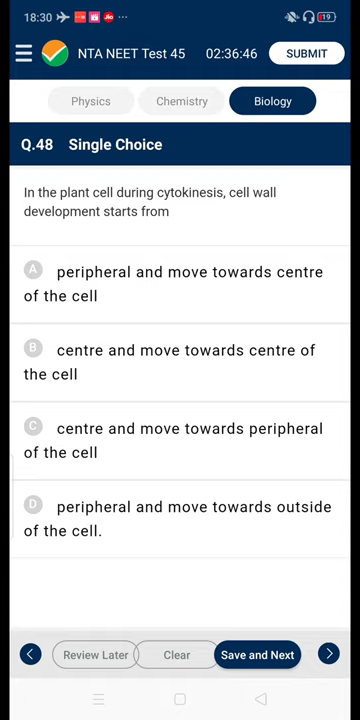 18:30 Jio ... 19
NTA NEET Test 45 02:36:46 SUBMIT
Physics Chemistry Biology
Q.48 Single Choice
In the plant cell during cytokinesis, cell wall
development starts from
A peripheral and move towards centre
of the cell
B centre and move towards centre of
the cell
C centre and move towards peripheral
of the cell
D peripheral and move towards outside
of the cell.
Review Later Clear Save and Next